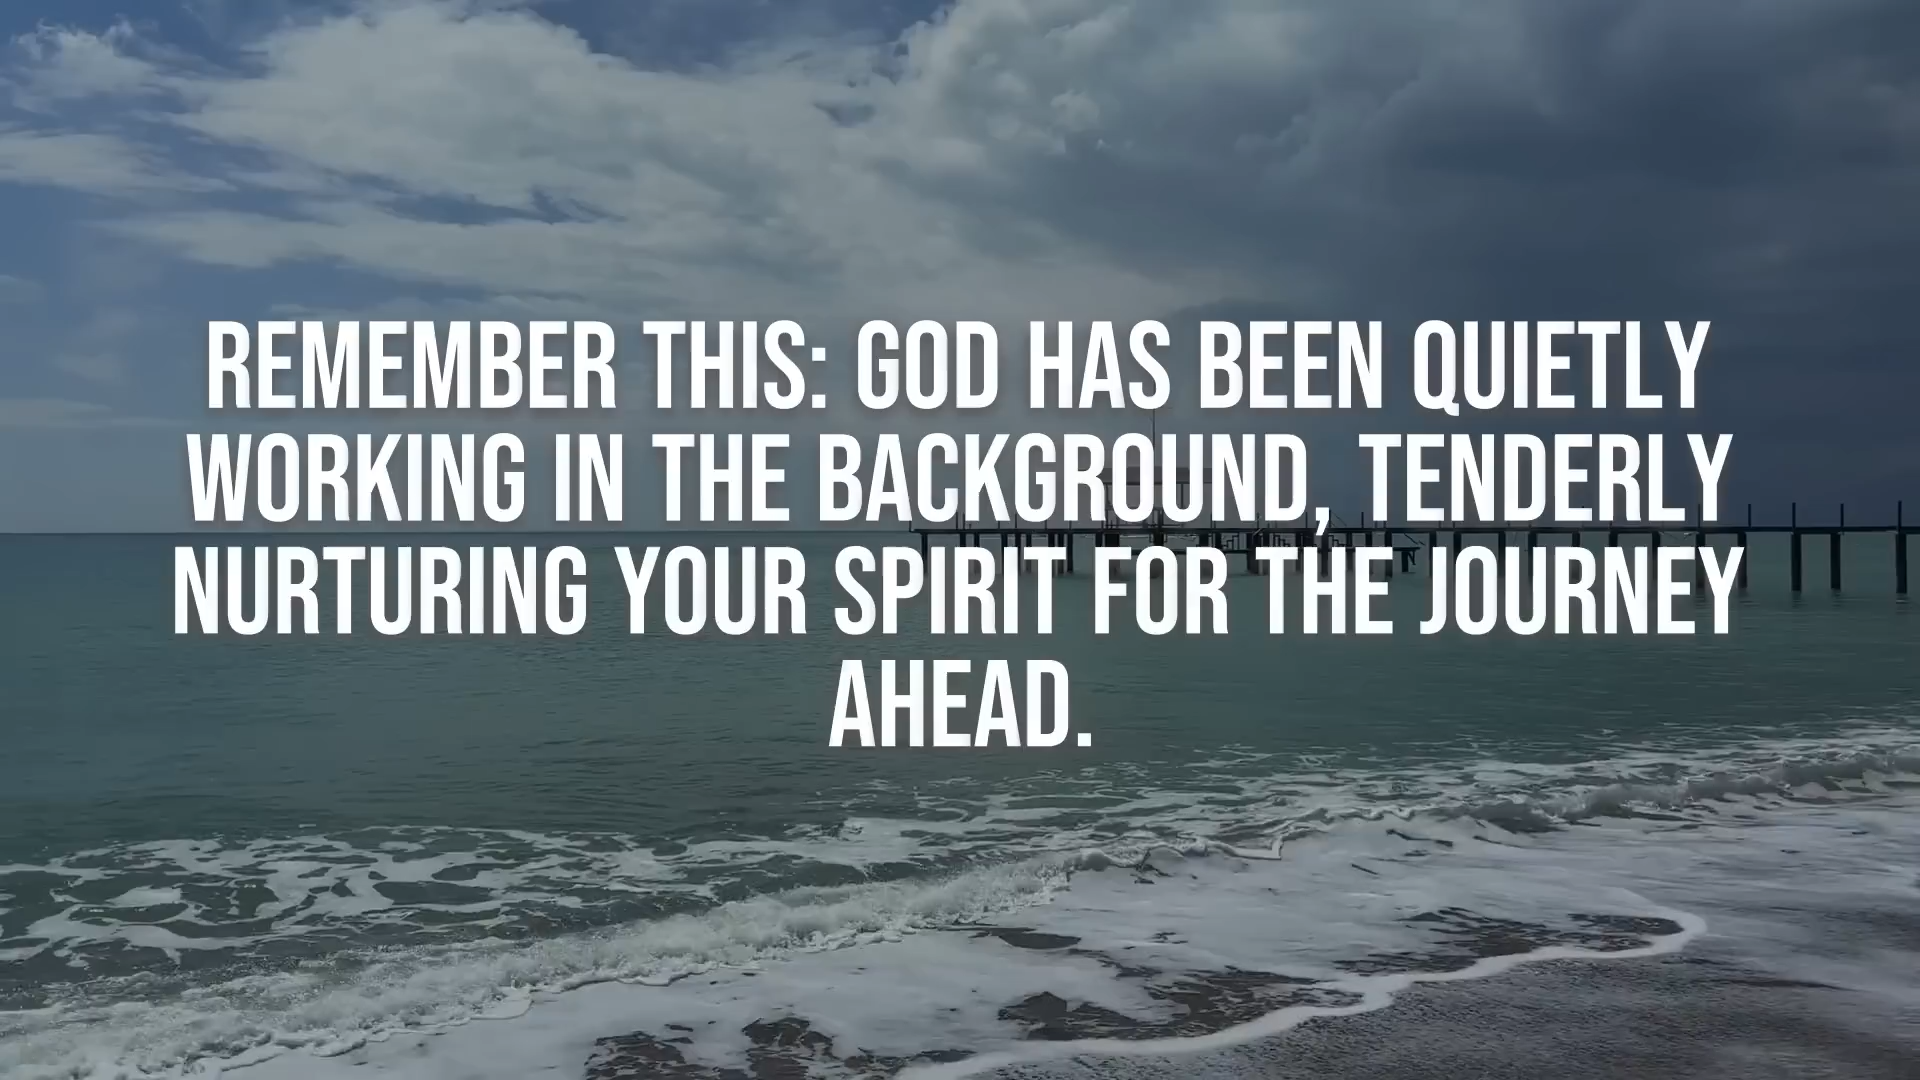 REMEMBER THIS: GOD HAS BEEN QUIETLY
WORKING IN THE BACKGROUND, TENDERLY
NURTURING YOUR SPIRIT FOR THE JOURNEY
AHEAD.